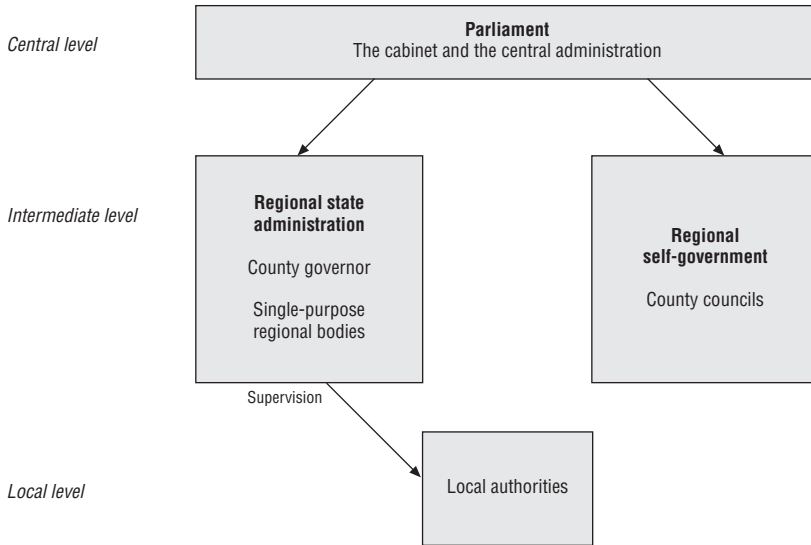 Central level
Parliament
The cabinet and the central administration
Intermediate level
Regional state
administration
County governor
Single-purpose
regional bodies
Regional
self-government
County councils
Supervision
Local level
Local authorities